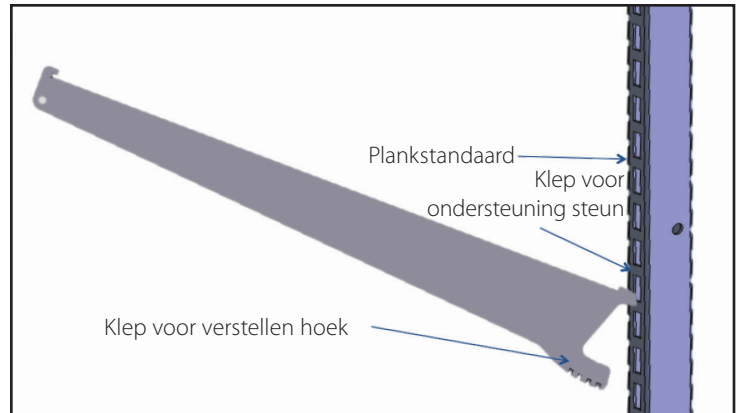 Plankstandaard
Klep voor
ondersteuning steun
Klep voor verstellen hoek